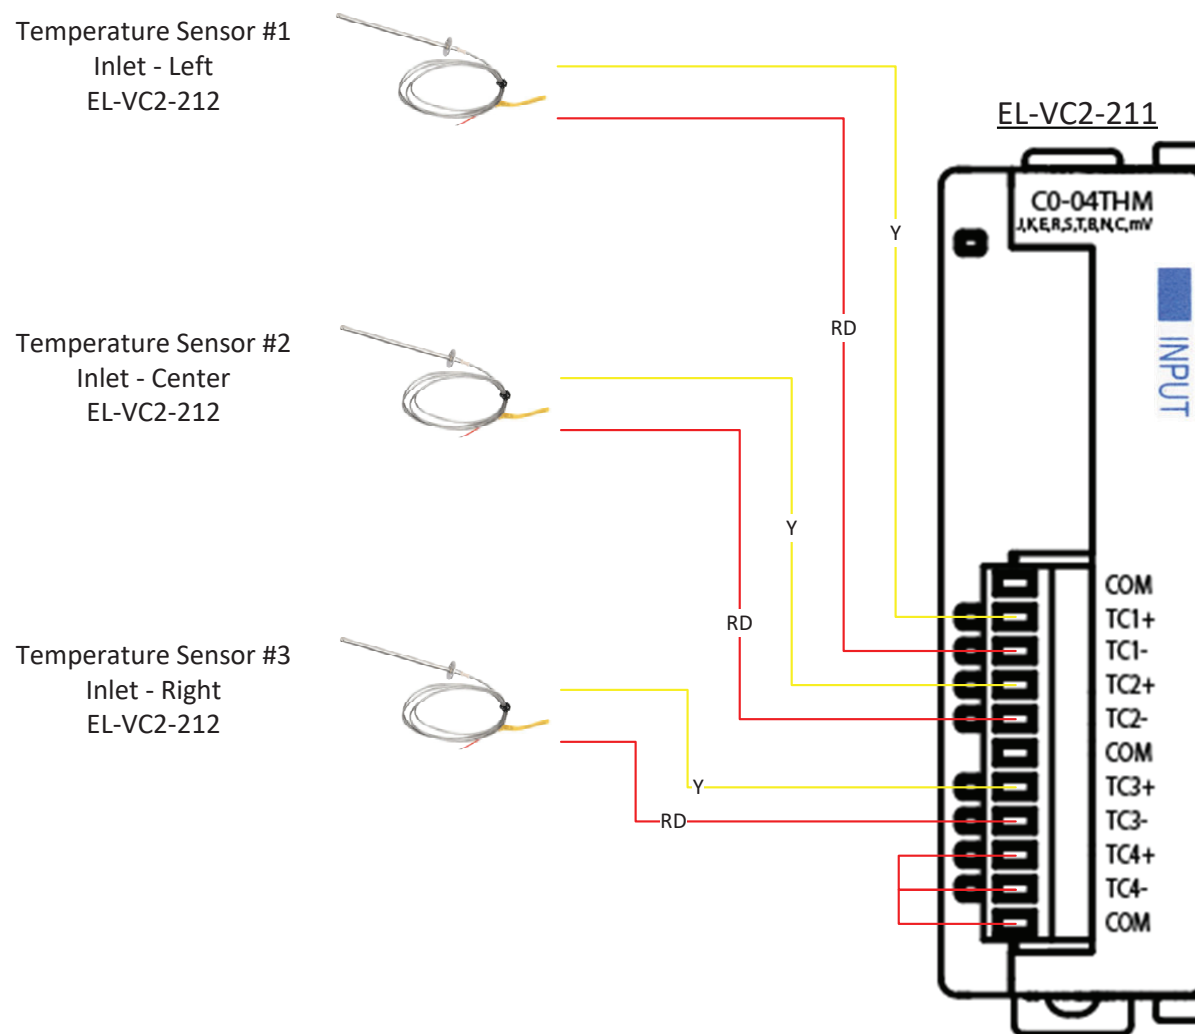 Temperature Sensor #1
Inlet - Left
EL-VC2-212
EL-VC2-211
C0-04THM
J,K,E,R,S,T,B,N,C,mV
Y
RD
INPUT
Temperature Sensor #2
Inlet - Center
EL-VC2-212
Y
RD
Temperature Sensor #3
Inlet - Right
EL-VC2-212
Y
RD
COM
TC1+
TC1-
TC2+
TC2-
COM
TC3+
TC3-
TC4+
TC4-
COM